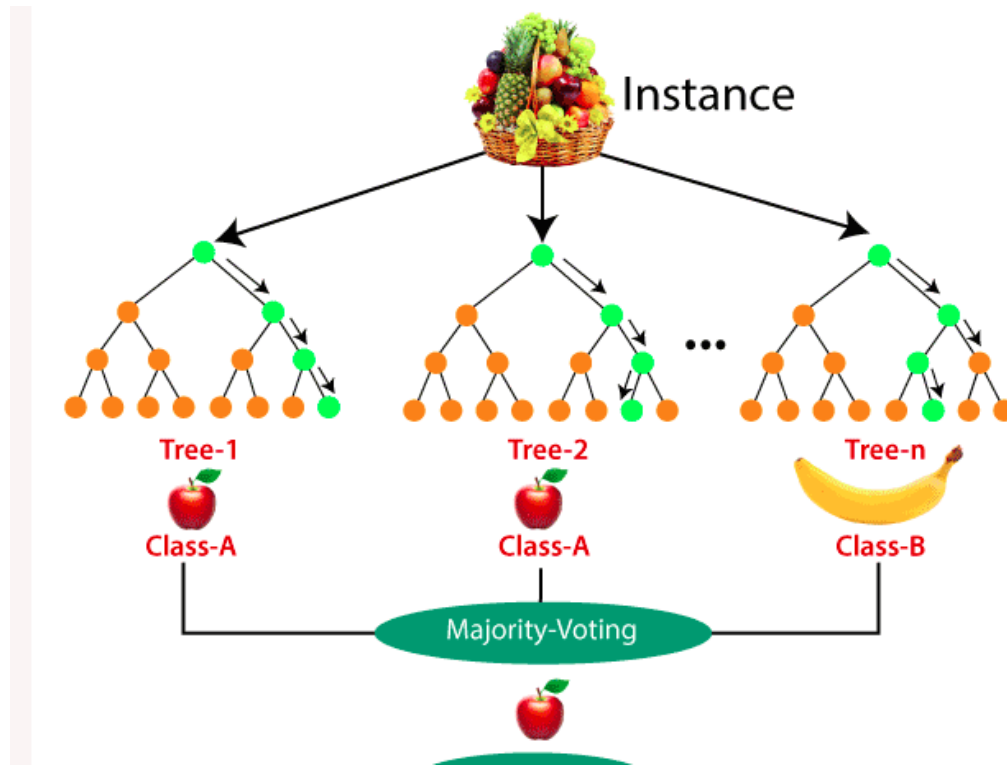 Instance
Tree-1
Tree-2
Tree-n
Class-A
Class-A
Class-B
Majority-Voting